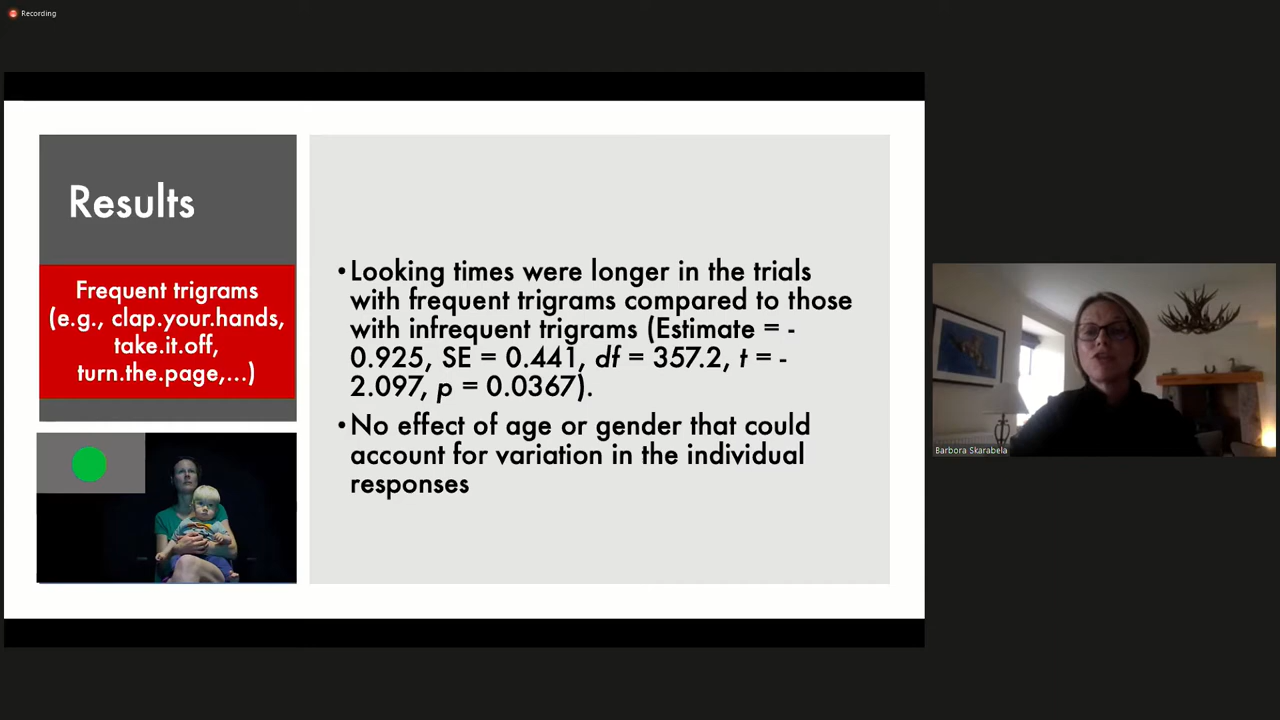 Recording
Results
Frequent trigrams
(e.g., clap.your.hands,
take.it.off,
turn.the.page,...)
•Looking times were longer in the trials
with frequent trigrams compared to those
with infrequent trigrams (Estimate = -
0.925, SE = 0.441, df = 357.2, t = -
2.097, p = 0.0367).
•No effect of age or gender that could
account for variation in the individual
responses
Barbora Skarabela